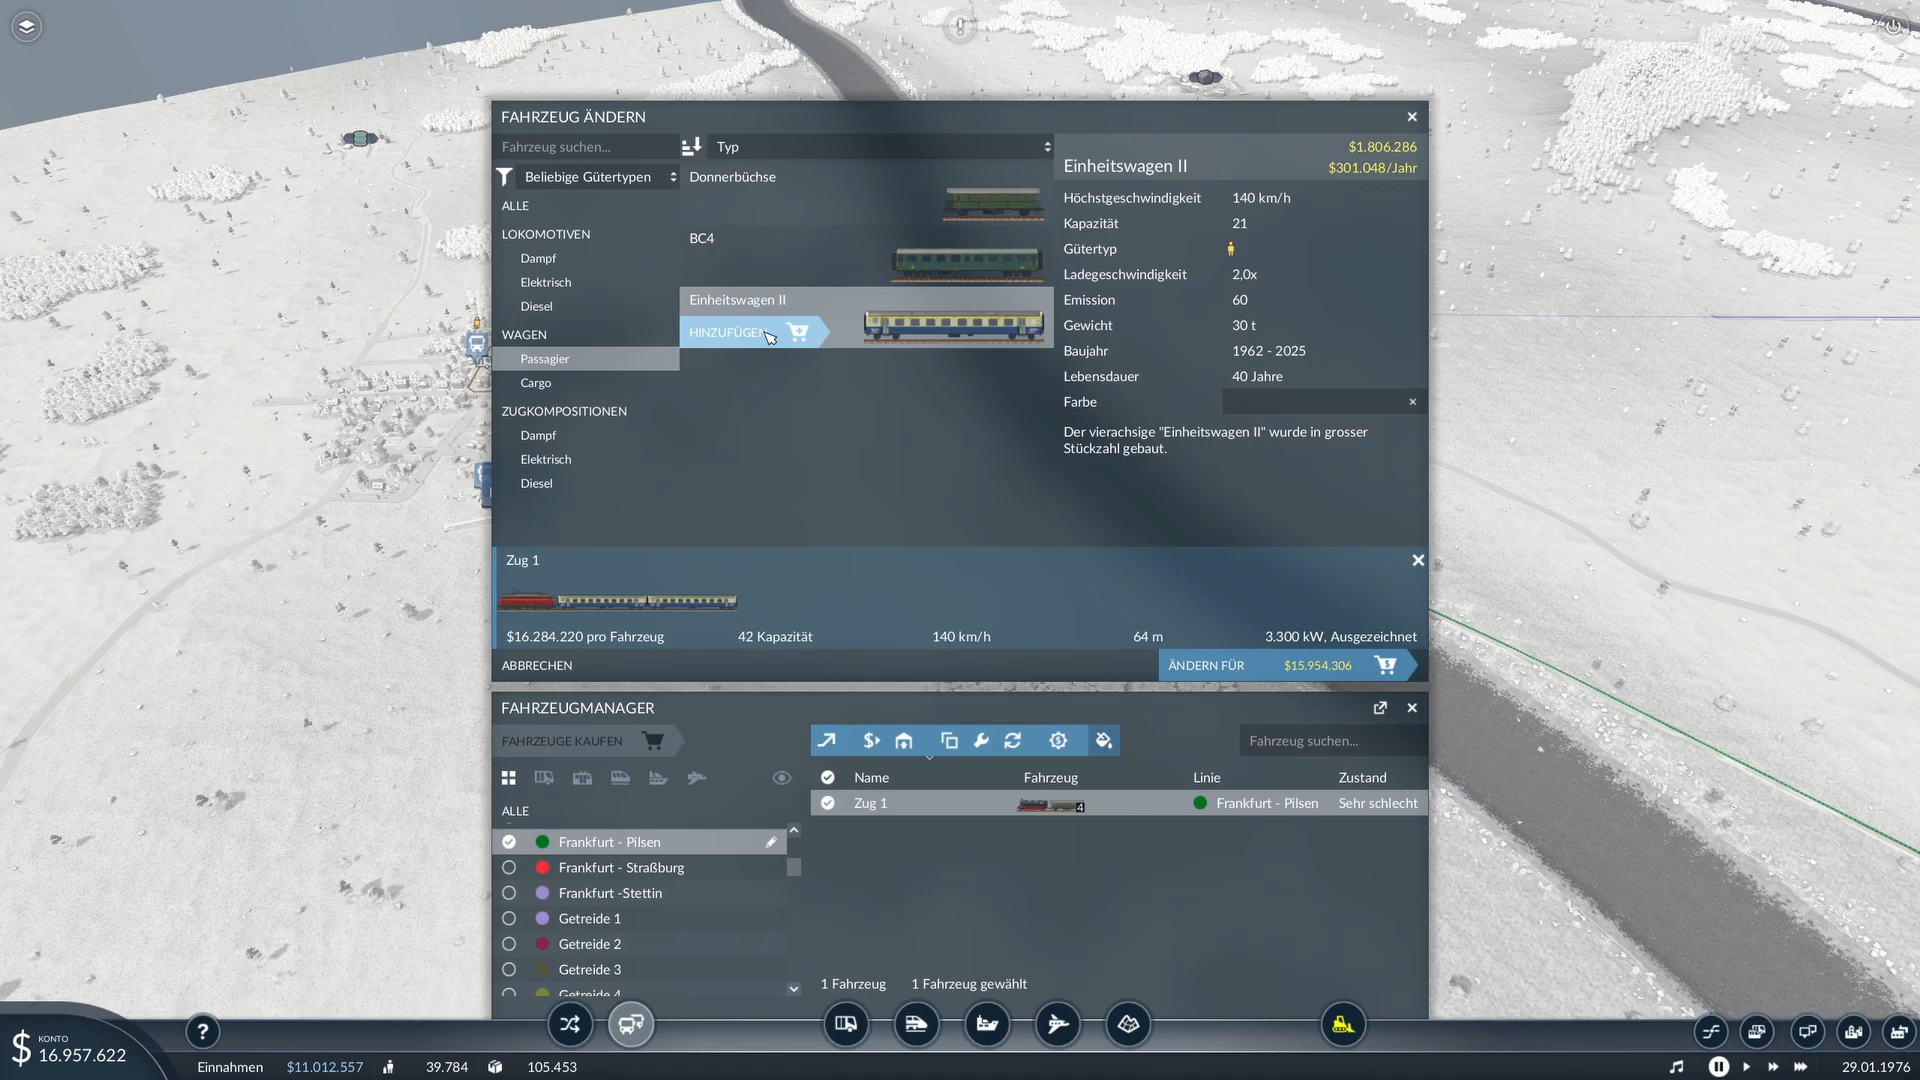 FAHRZEUG ÄNDERN
Fahrzeug suchen...
Typ
Beliebige Gütertypen
ALLE
LOKOMOTIVEN
Dampf
Elektrisch
Diesel
WAGEN
Passagier
Cargo
ZUGKOMPOSITIONEN
Dampf
Elektrisch
Diesel
Donnerbüchse
BC4
Einheitswagen II
HINZUFÜGEN
$1.806.286
Einheitswagen II
$301.048/Jahr
Höchstgeschwindigkeit 140 km/h
Kapazität 21
Gütertyp
Ladegeschwindigkeit 2,0x
Emission 60
Gewicht 30 t
Baujahr 1962 - 2025
Lebensdauer 40 Jahre
Farbe
Der vierachsige "Einheitswagen II" wurde in grosser
Stückzahl gebaut.
Zug 1
$16.284.220 pro Fahrzeug 42 Kapazität 140 km/h 64 m 3.300 kW, Ausgezeichnet
ABBRECHEN
ÄNDERN FÜR $15.954.306
FAHRZEUGMANAGER
FAHRZEUGE KAUFEN
Fahrzeug suchen...
ALLE
Frankfurt - Pilsen
Frankfurt - Straßburg
Frankfurt -Stettin
Getreide 1
Getreide 2
Getreide 3
Getreide 4
Name Fahrzeug Linie Zustand
Zug 1 4 Frankfurt - Pilsen Sehr schlecht
1 Fahrzeug 1 Fahrzeug gewählt
KONTO
$ 16.957.622
?
Einnahmen $11.012.557 39.784 105.453
29.01.1976